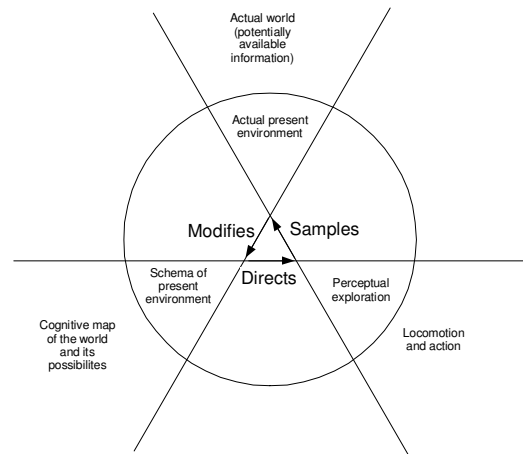 Actual world
(potentially
available
information)
Actual present
environment
Modifies
Samples
Schema of
present
environment
Directs
Perceptual
exploration
Cognitive map
of the world
and its
possibilites
Locomotion
and action